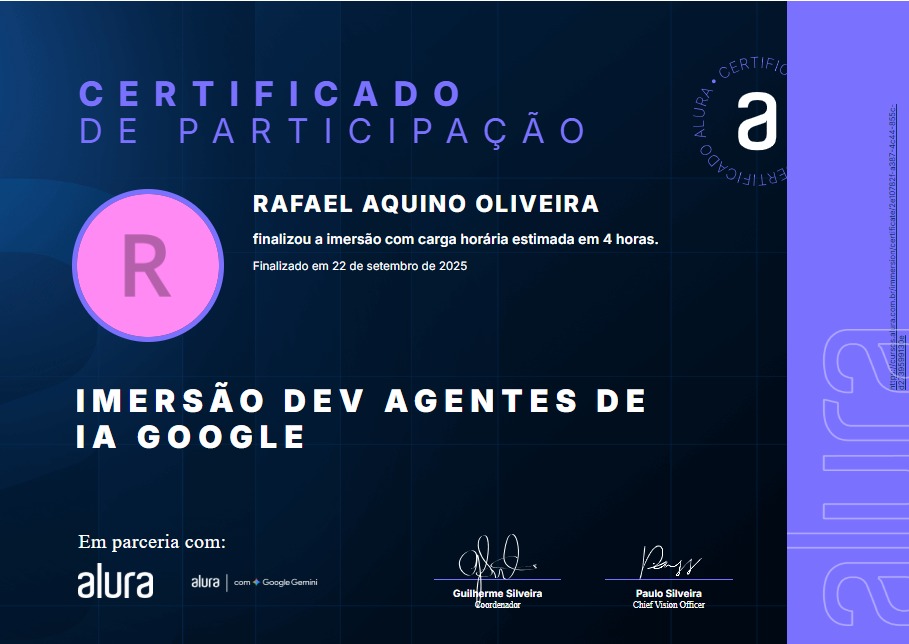 CERTIFICADO
DE PARTICIPAÇÃO
CERTIFICADO ALURA • CERTIFIC
a
R
RAFAEL AQUINO OLIVEIRA
finalizou a imersão com carga horária estimada em 4 horas.
Finalizado em 22 de setembro de 2025
IMERSÃO DEV AGENTES DE
IA GOOGLE
Em parceria com:
alura
alura | com Google Gemini
Guilherme Silveira
Coordenador
Paulo Silveira
Chief Vision Officer
alura